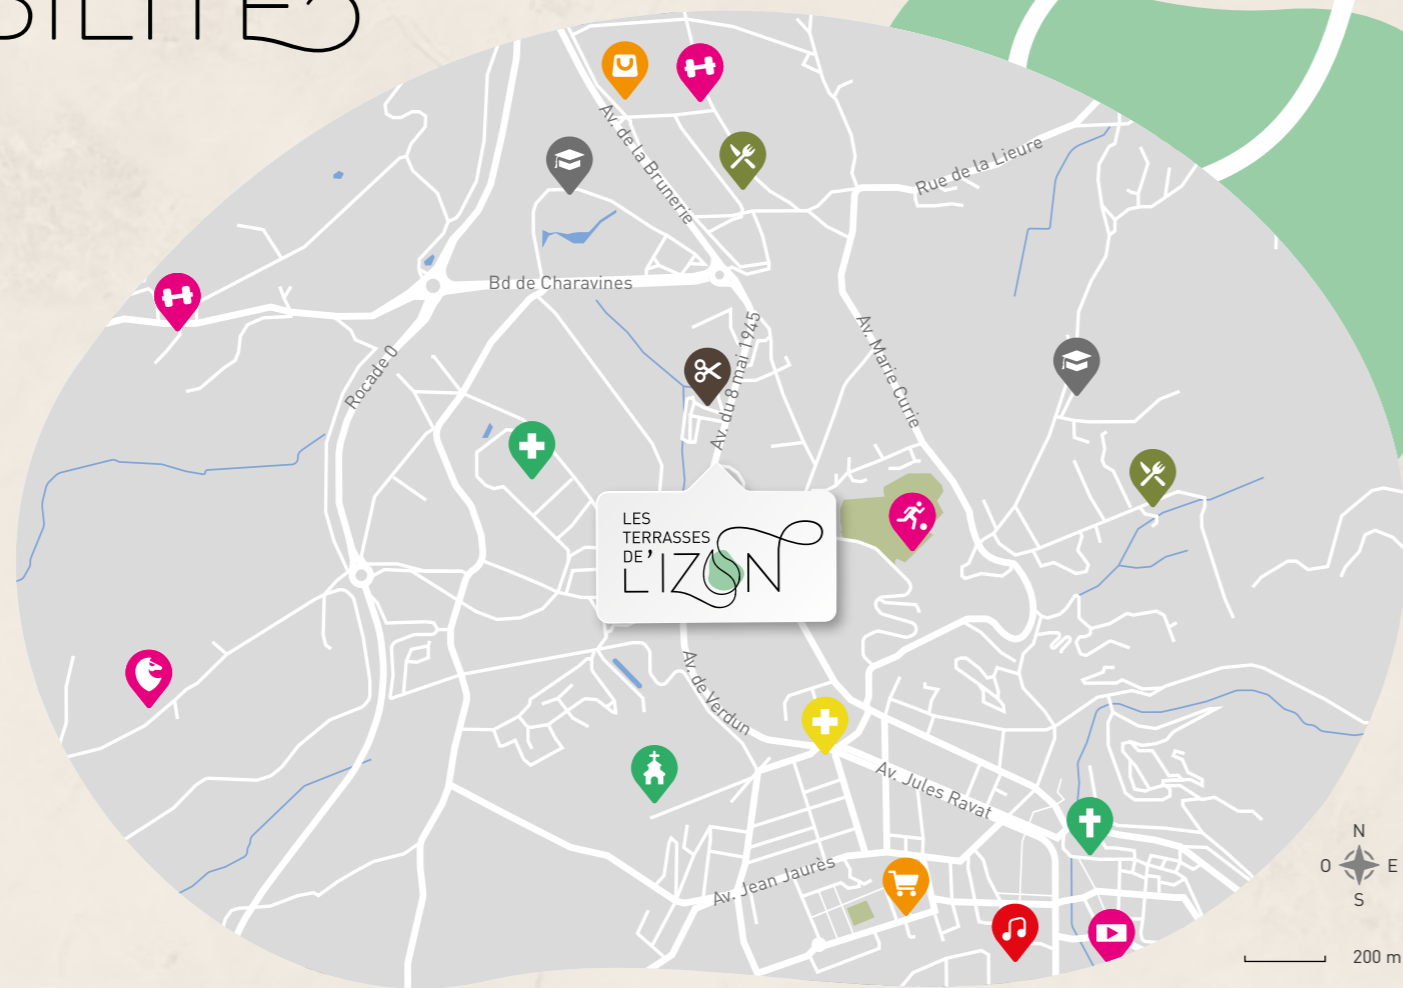 BILITÉS
Av. de la Brunerie
Rue de la Lieure
Bd de Charavines
Rocade 0
Av. du 8 mai 1945
Av. Marie Curie
LES
TERRASSES
DE
L'IZON
Av. de Verdun
Av. Jules Ravat
Av. Jean Jaurès
N
O E
S
200 m